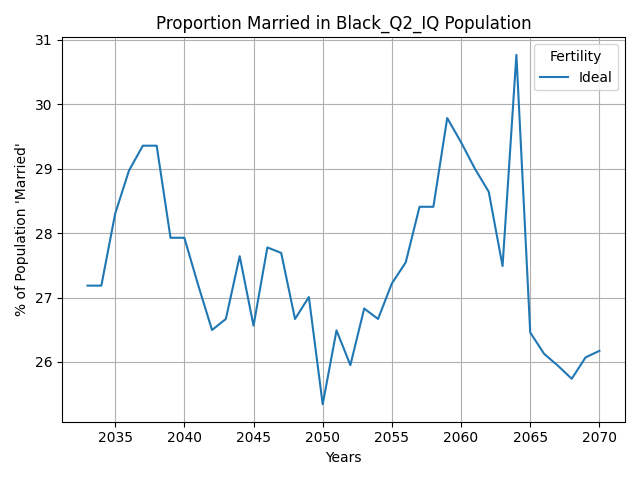 Proportion Married in Black_Q2_IQ Population
% of Population 'Married'
31
30
29
28
27
26
Fertility
Ideal
2035 2040 2045 2050 2055 2060 2065 2070
Years